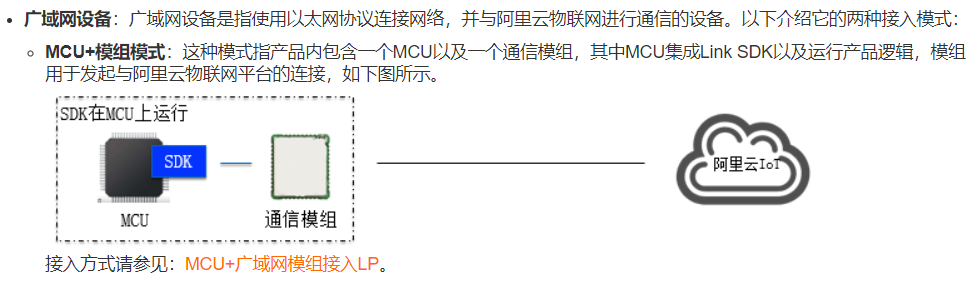 • 广域网设备：广域网设备是指使用以太网协议连接网络，并与阿里云物联网进行通信的设备。以下介绍它的两种接入模式：
○ MCU+模组模式：这种模式指产品内包含一个MCU以及一个通信模组，其中MCU集成Link SDK以及运行产品逻辑，模组
用于发起与阿里云物联网平台的连接，如下图所示。
SDK在MCU上运行
SDK
阿里云IoT
MCU
通信模组
接入方式请参见：MCU+广域网模组接入LP。